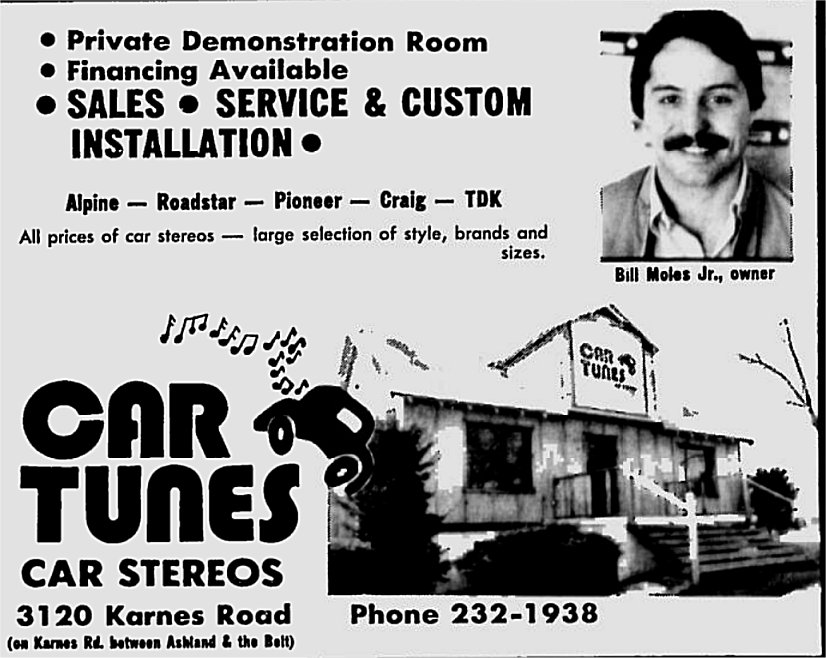 • Private Demonstration Room
• Financing Available
• SALES • SERVICE & CUSTOM
INSTALLATION •
Alpine — Roadstar — Pioneer — Craig — TDK
All prices of car stereos — large selection of style, brands and
sizes.
Bill Moles Jr., owner
CAR
TUNES
CAR
TUNES
CAR STEREOS
3120 Karnes Road
(on Karnes Rd. between Ashland & the Belt)
Phone 232-1938